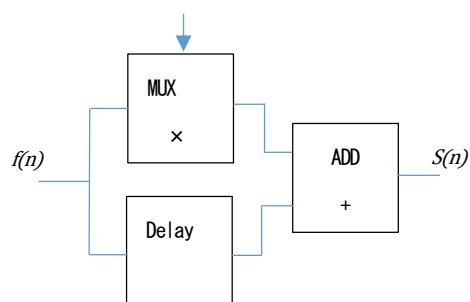 MUX
×
f(n)
ADD
+
S(n)
Delay